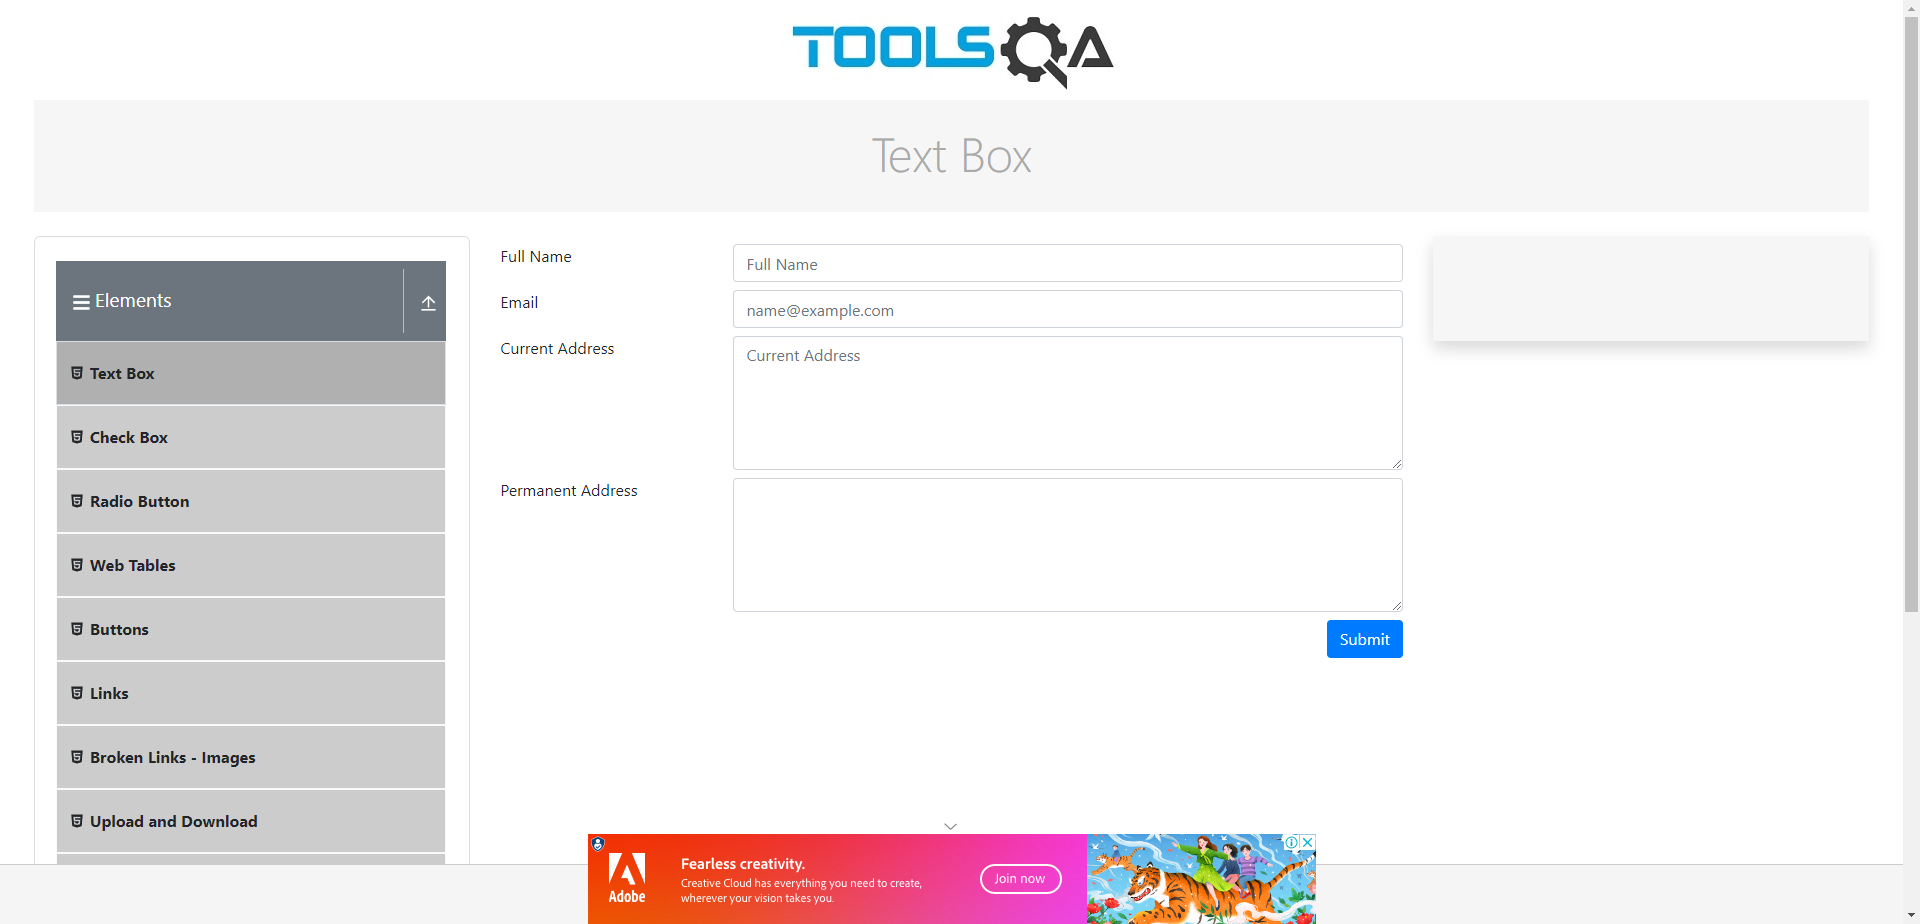 TOOLSQA
Text Box
Elements
Text Box
Check Box
Radio Button
Web Tables
Buttons
Links
Broken Links - Images
Upload and Download
Full Name
Full Name
Email
name@example.com
Current Address
Current Address
Permanent Address
Submit
Adobe
Fearless creativity.
Creative Cloud has everything you need to create,
wherever your vision takes you.
Join now